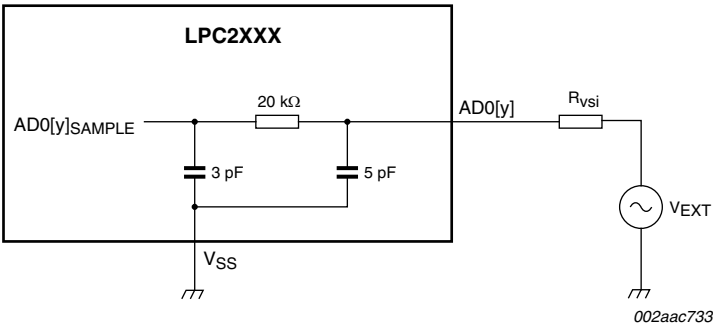 LPC2XXX
20 kΩ
AD0[y]SAMPLE
AD0[y]
Rvsi
3 pF
5 pF
VEXT
VSS
002aac733